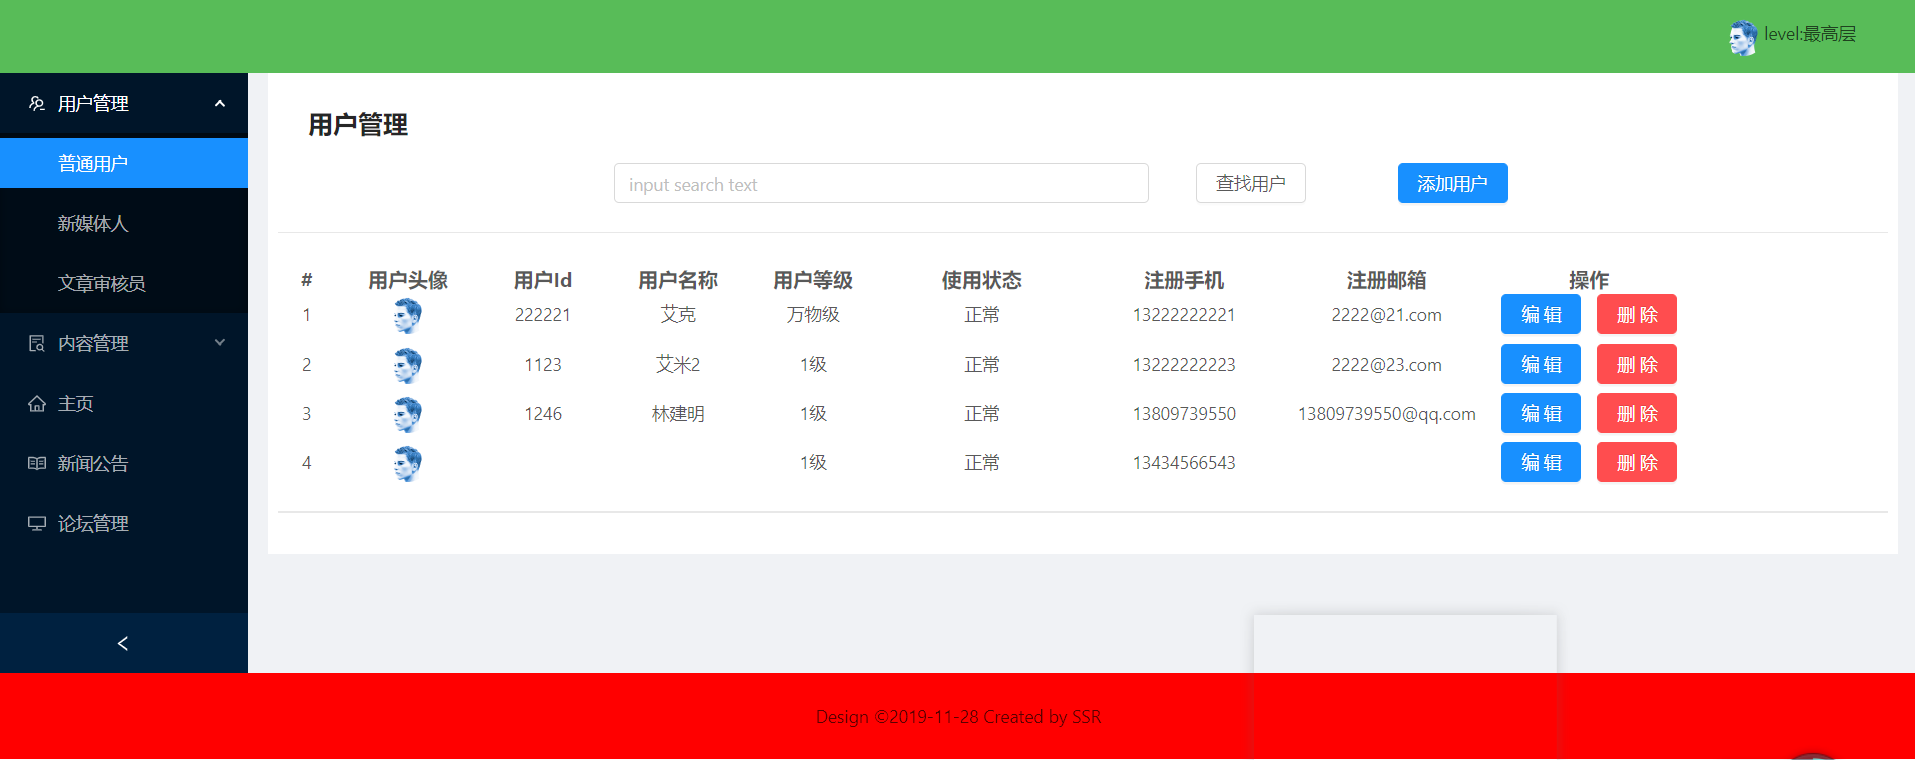 level:最高层
用户管理
普通用户
新媒体人
文章审核员
内容管理
主页
新闻公告
论坛管理
用户管理
input search text 查找用户 添加用户
# 用户头像 用户Id 用户名称 用户等级 使用状态 注册手机 注册邮箱 操作
1 222221 艾克 万物级 正常 13222222221 2222@21.com 编 辑 删 除
2 1123 艾米2 1级 正常 13222222223 2222@23.com 编 辑 删 除
3 1246 林建明 1级 正常 13809739550 13809739550@qq.com 编 辑 删 除
4 1级 正常 13434566543 编 辑 删 除
Design ©2019-11-28 Created by SSR